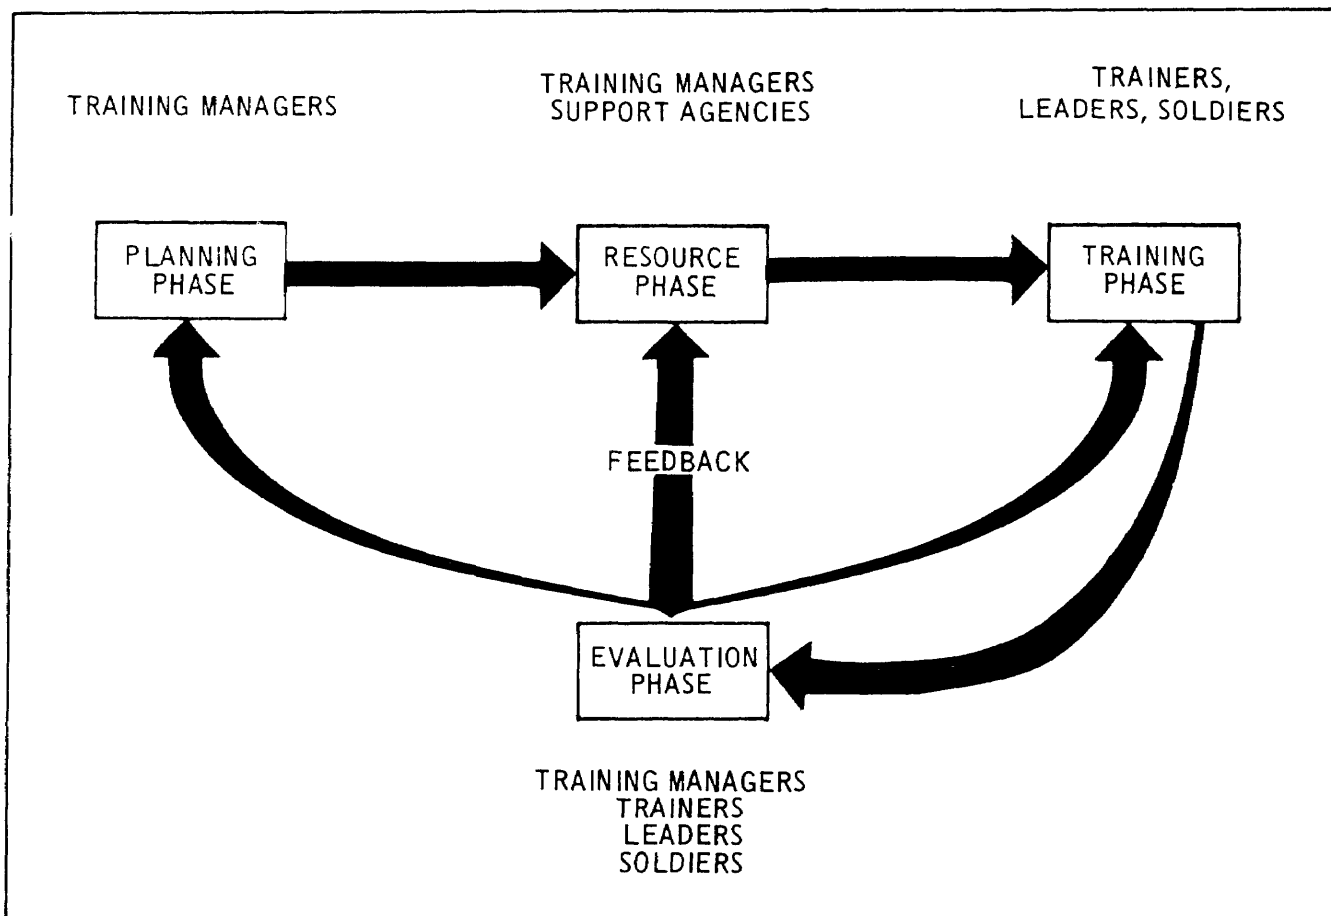 TRAINING MANAGERS
TRAINING MANAGERS
SUPPORT AGENCIES
TRAINERS,
LEADERS, SOLDIERS
PLANNING
PHASE
RESOURCE
PHASE
TRAINING
PHASE
FEEDBACK
EVALUATION
PHASE
TRAINING MANAGERS
TRAINERS
LEADERS
SOLDIERS